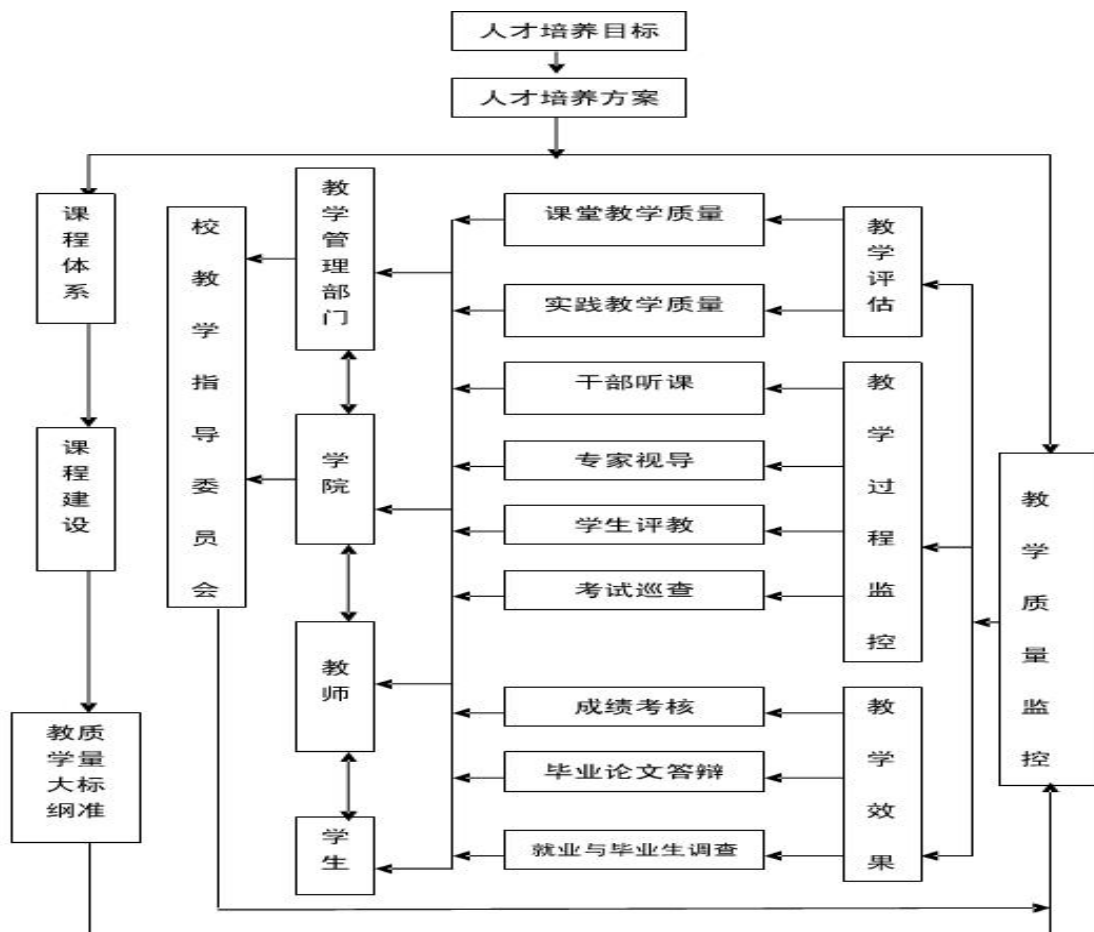 人才培养目标
人才培养方案
课程体系
课程建设
教学大纲
质量标准
校教学指导委员会
教学管理部门
学院
教师
学生
课堂教学质量
实践教学质量
干部听课
专家视导
学生评教
考试巡查
成绩考核
毕业论文答辩
就业与毕业生调查
教学评估
教学过程监控
教学效果
教学质量监控